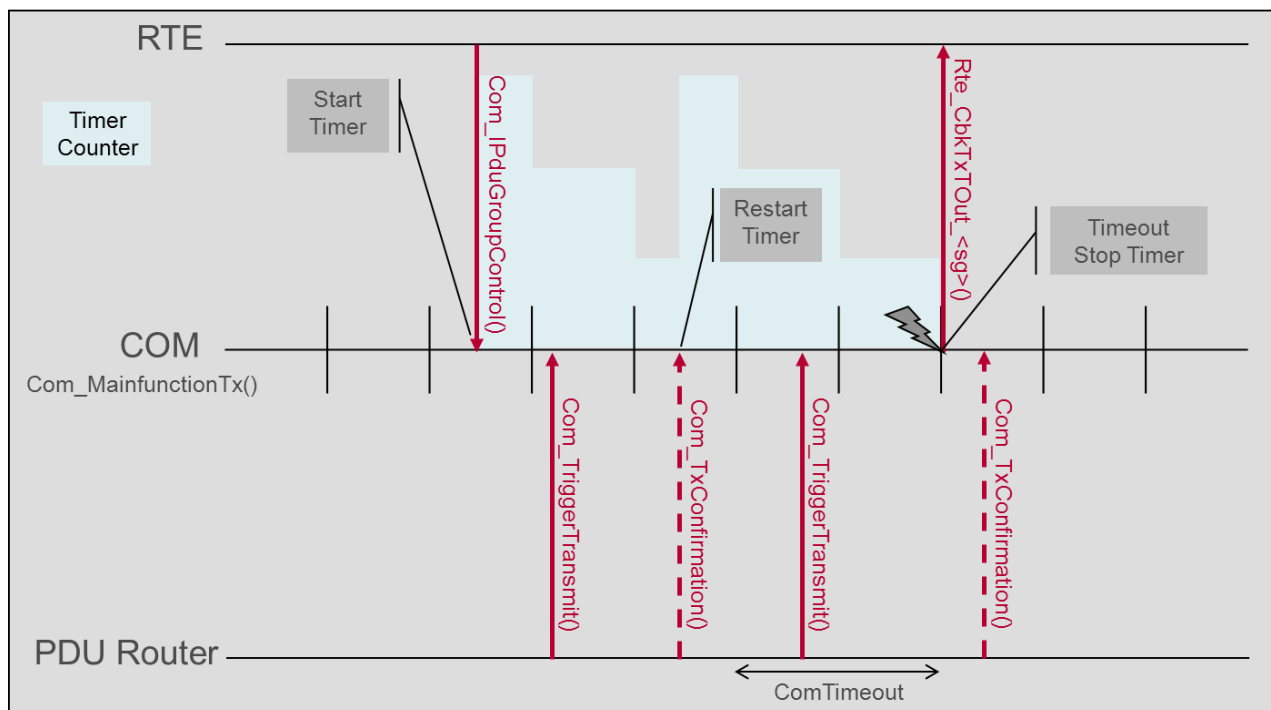 RTE
Timer
Counter
Start
Timer
Com_IPduGroupControl()
Restart
Timer
Rte_CbkTxTOut_<sg>()
Timeout
Stop Timer
COM
Com_MainfunctionTx()
Com_TriggerTransmit()
Com_TxConfirmation()
Com_TriggerTransmit()
Com_TxConfirmation()
PDU Router
ComTimeout